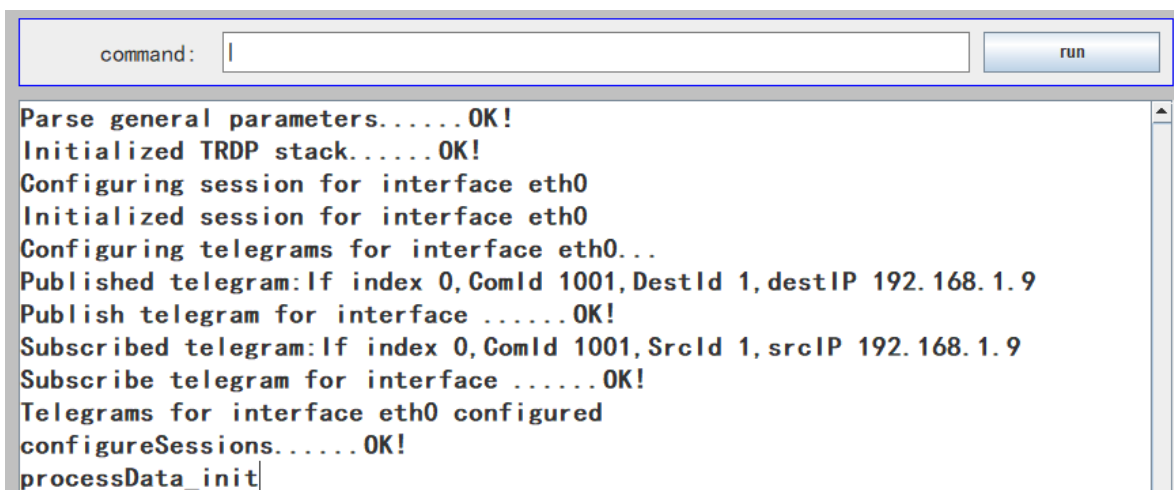 command: run
Parse general parameters......OK!
Initialized TRDP stack......OK!
Configuring session for interface eth0
Initialized session for interface eth0
Configuring telegrams for interface eth0...
Published telegram:If index 0,ComId 1001,DestId 1,destIP 192.168.1.9
Publish telegram for interface ......OK!
Subscribed telegram:If index 0,ComId 1001,SrcId 1,srcIP 192.168.1.9
Subscribe telegram for interface ......OK!
Telegrams for interface eth0 configured
configureSessions......OK!
processData_init